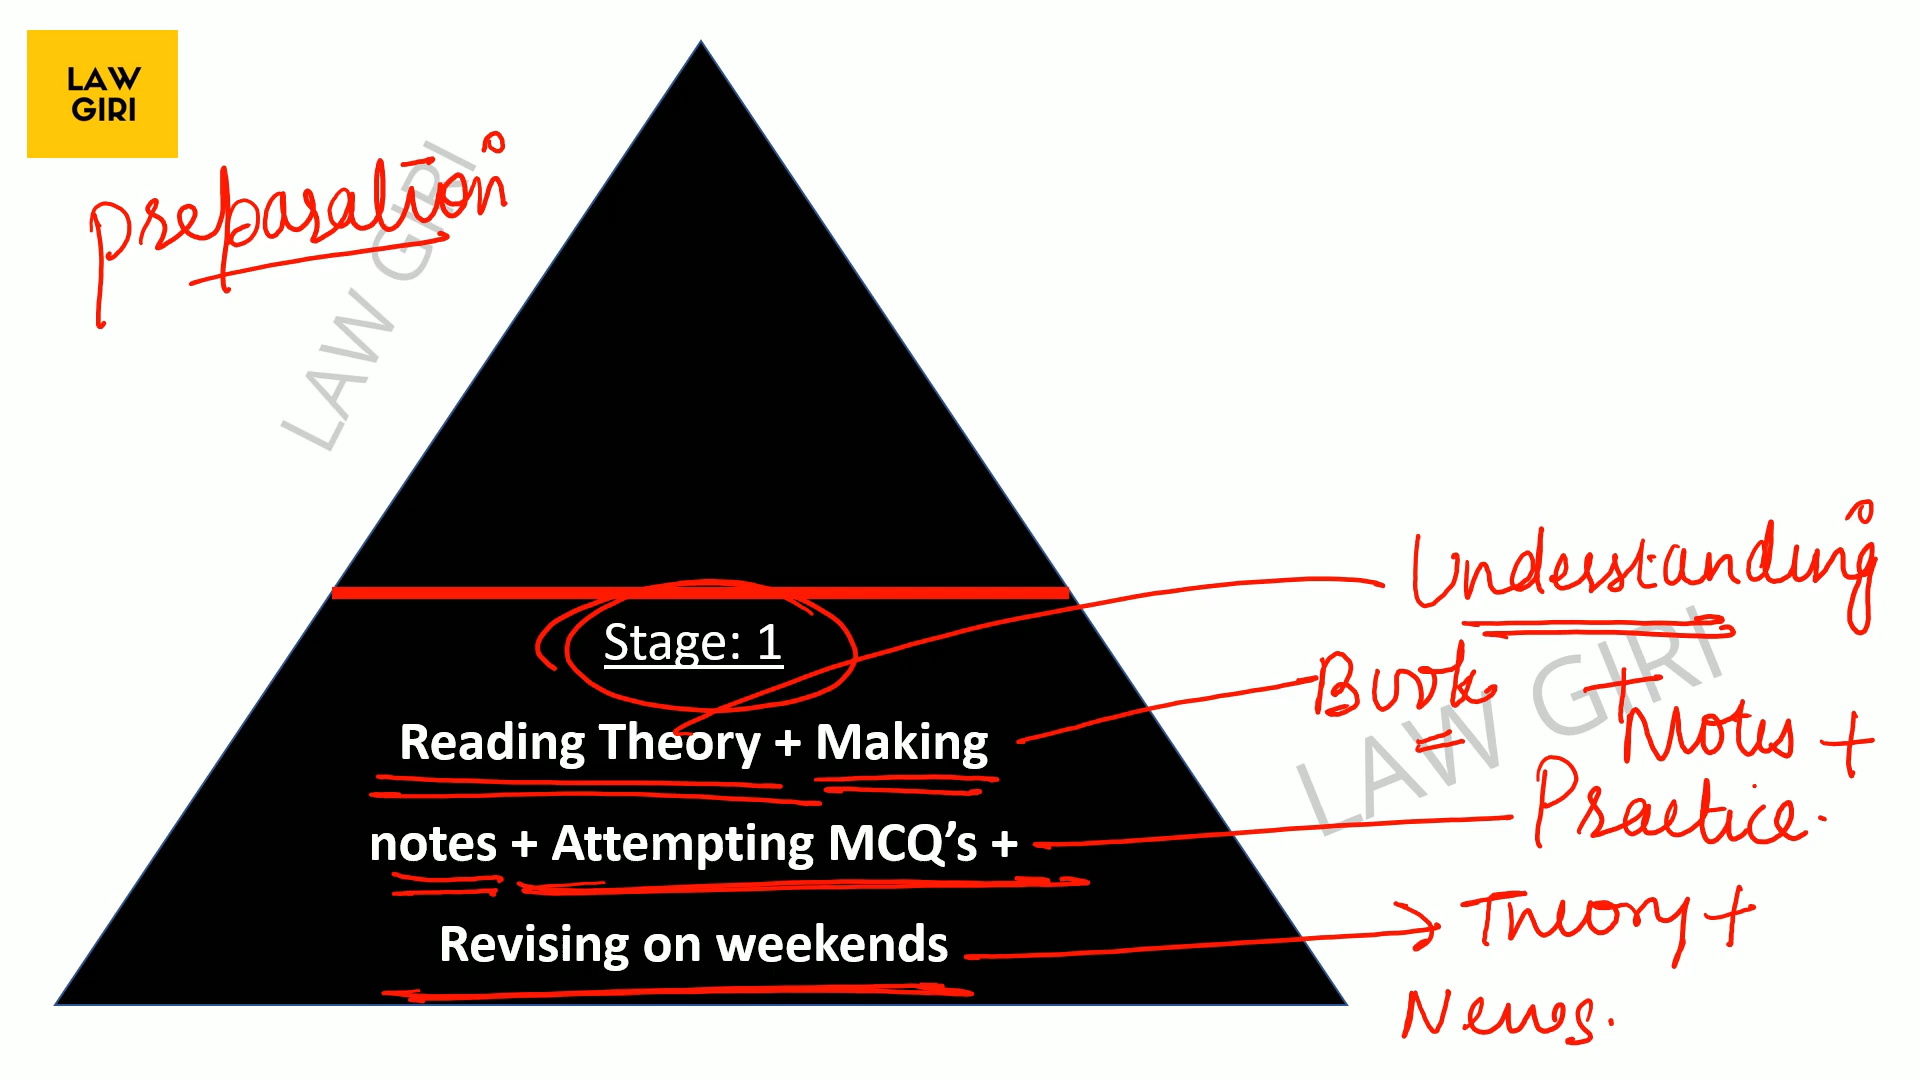 LAW
GIRI
preparation
LAW GIRI
Stage: 1
Reading Theory + Making
notes + Attempting MCQ’s +
Revising on weekends
Understanding
Book + Notes +
Practice.
Theory +
News.
LAW GIRI